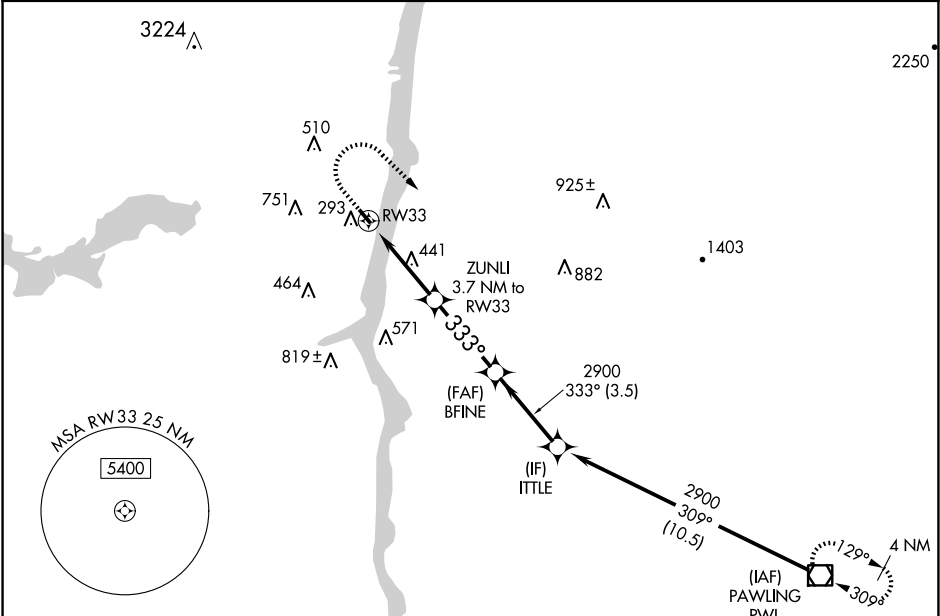 3224
2250
510
925±
751
293
RW33
1403
441
882
ZUNLI
3.7 NM to
RW33
464
571
333°
819±
2900
333° (3.5)
(FAF)
BFINE
MSA RW33 25 NM
5400
(IF)
ITTLE
2900
309°
(10.5)
129°
4 NM
309°
(IAF)
PAWLING